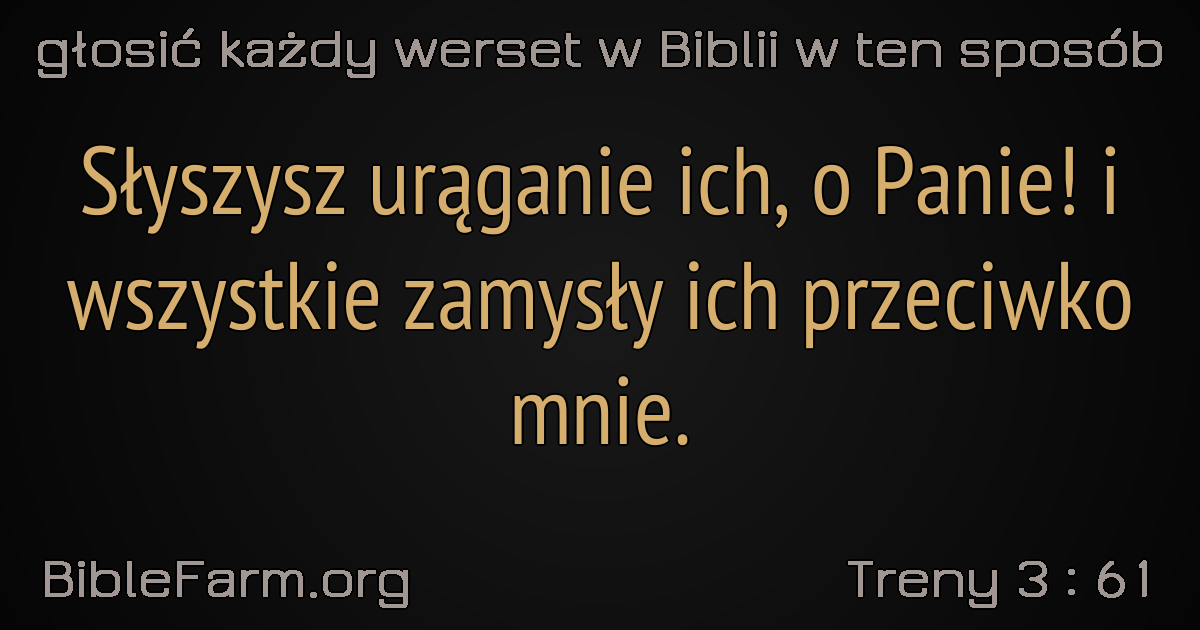 głosić każdy werset w Biblii w ten sposób
Słyszysz urąganie ich, o Panie! i
wszystkie zamysły ich przeciwko
mnie.
BibleFarm.org
Treny 3 : 61